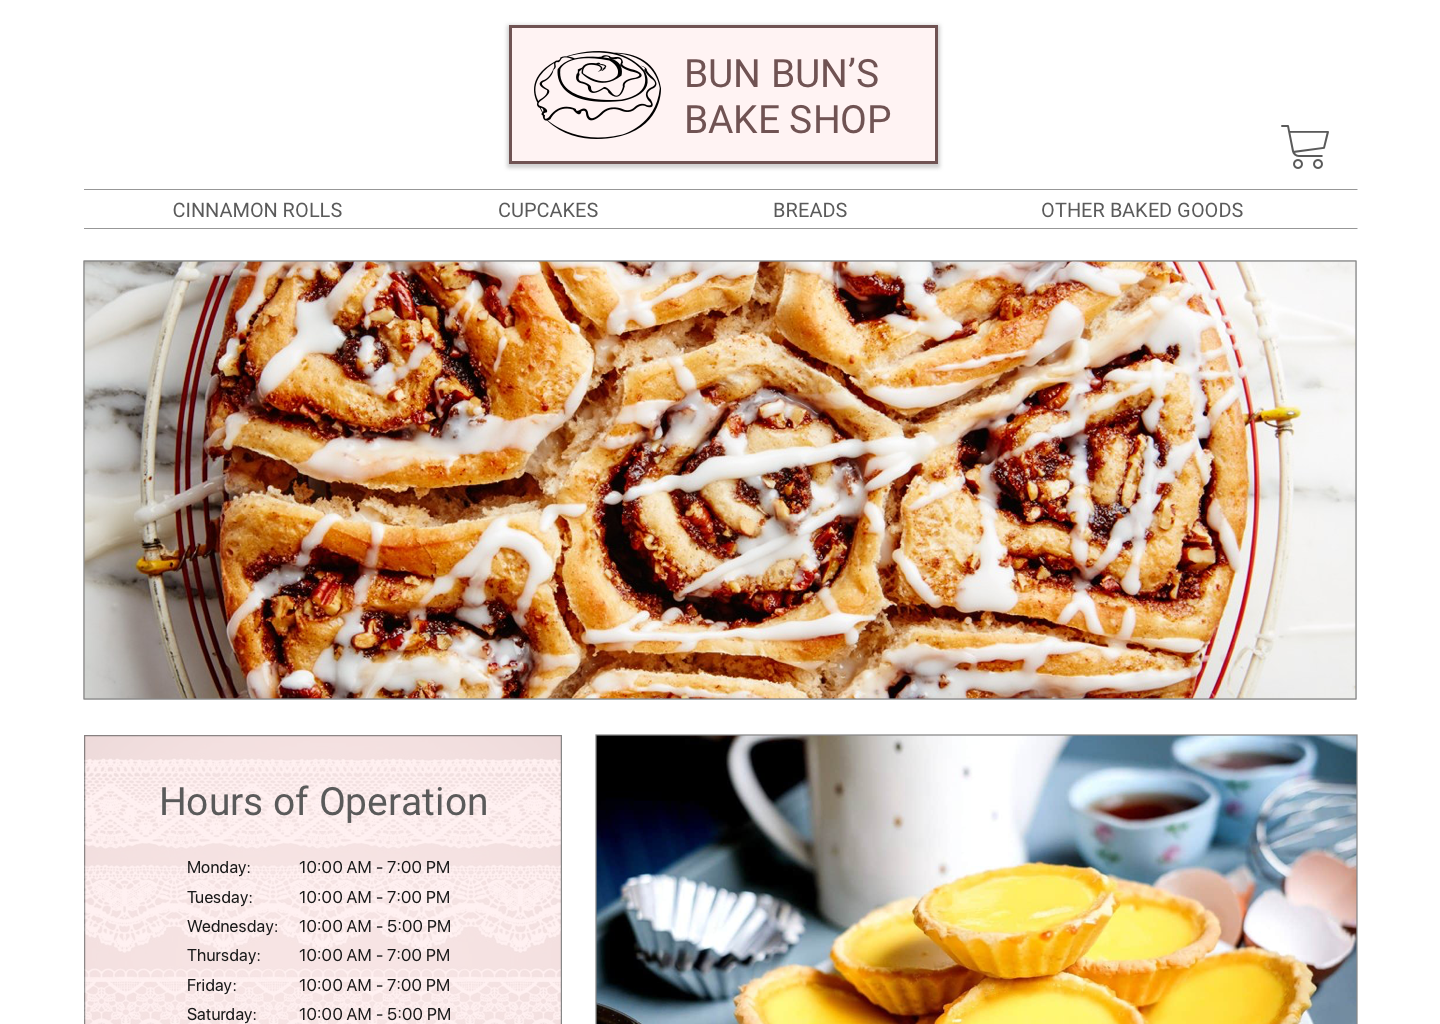 BUN BUN’S
BAKE SHOP
CINNAMON ROLLS CUPCAKES BREADS OTHER BAKED GOODS
Hours of Operation
Monday: 10:00 AM - 7:00 PM
Tuesday: 10:00 AM - 7:00 PM
Wednesday: 10:00 AM - 5:00 PM
Thursday: 10:00 AM - 7:00 PM
Friday: 10:00 AM - 7:00 PM
Saturday: 10:00 AM - 5:00 PM